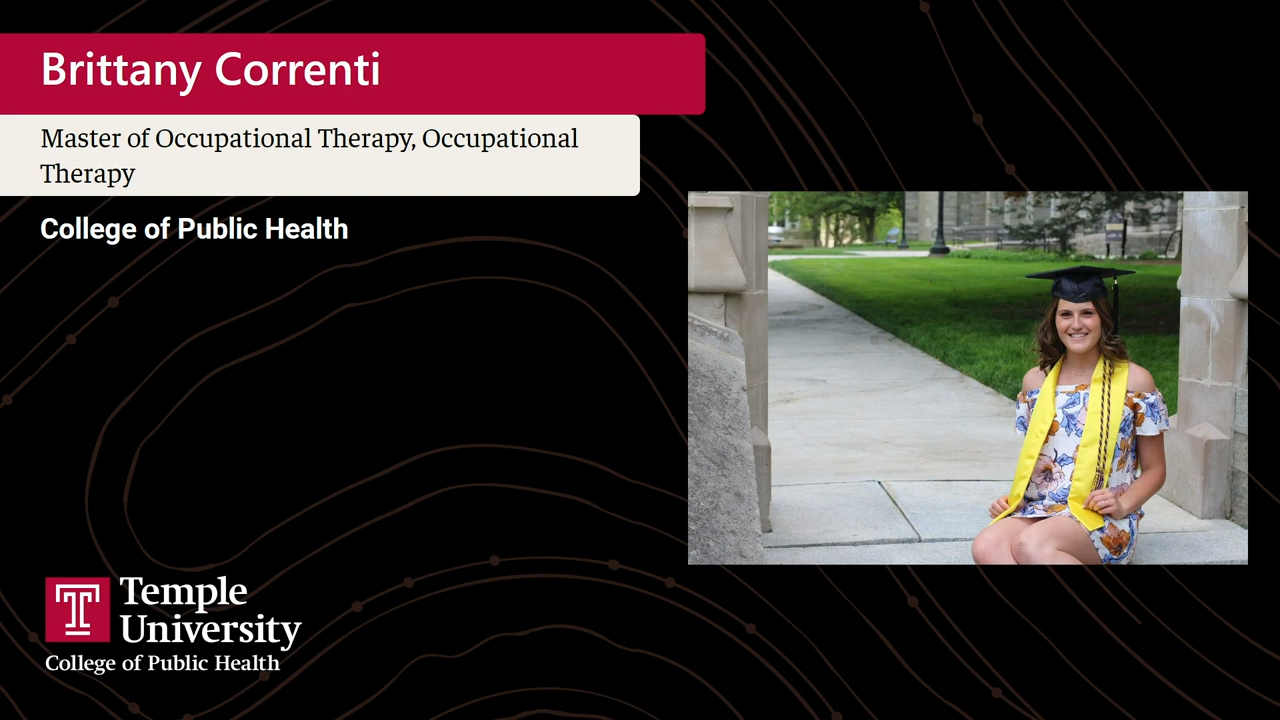 Brittany Correnti
Master of Occupational Therapy, Occupational
Therapy
College of Public Health
Temple
University
College of Public Health